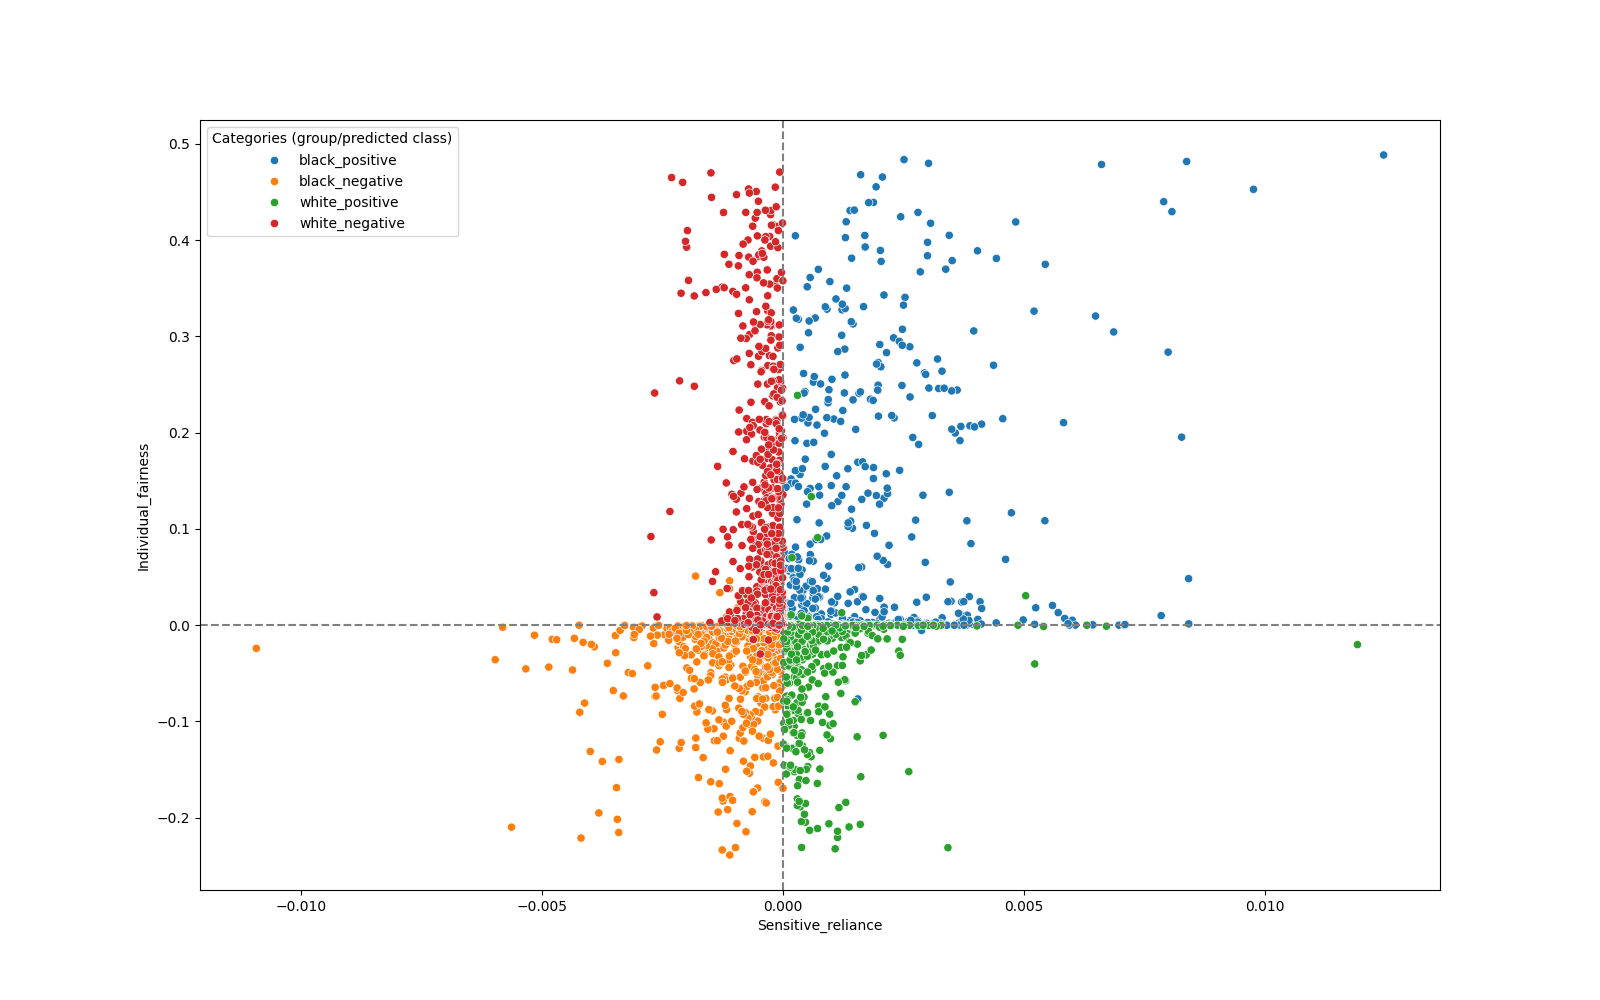 Categories (group/predicted class)
black_positive
black_negative
white_positive
white_negative
0.5
0.4
0.3
0.2
0.1
0.0
−0.1
−0.2
Individual_fairness
−0.010
−0.005
0.000
0.005
0.010
Sensitive_reliance